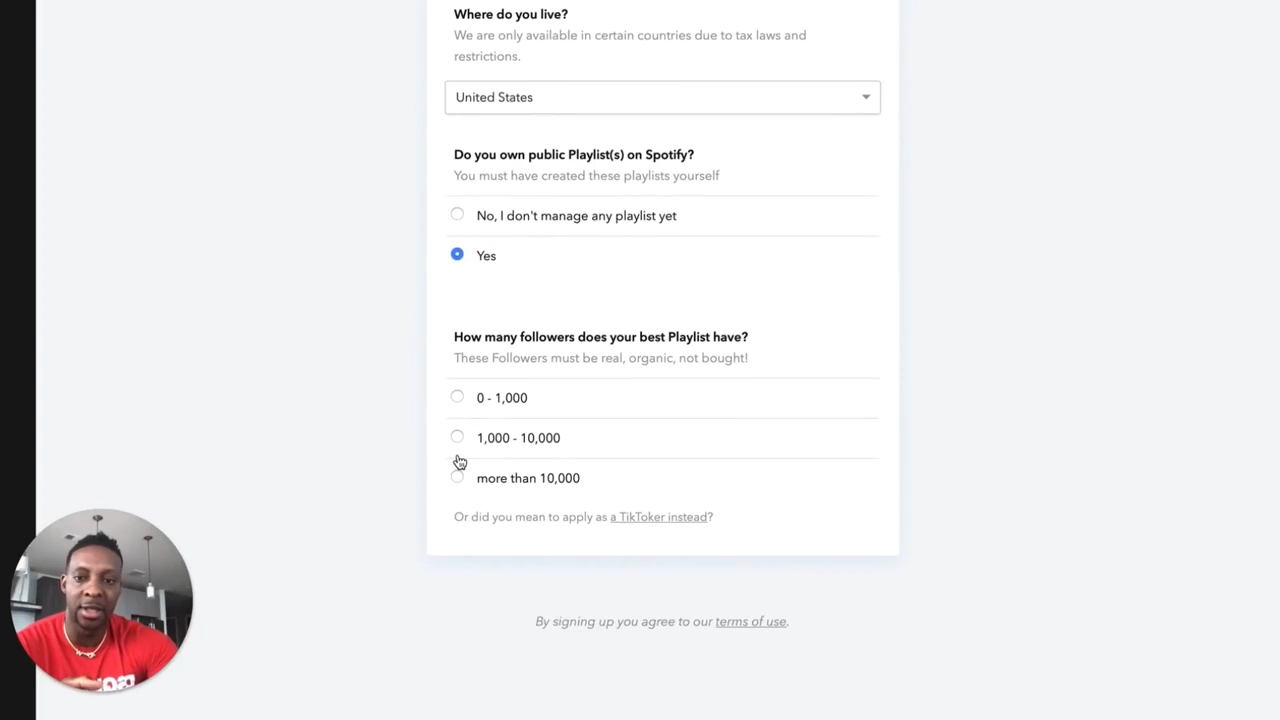 Where do you live?
We are only available in certain countries due to tax laws and
restrictions.
United States
Do you own public Playlist(s) on Spotify?
You must have created these playlists yourself
No, I don't manage any playlist yet
Yes
How many followers does your best Playlist have?
These Followers must be real, organic, not bought!
0 - 1,000
1,000 - 10,000
more than 10,000
Or did you mean to apply as a TikToker instead?
By signing up you agree to our terms of use.